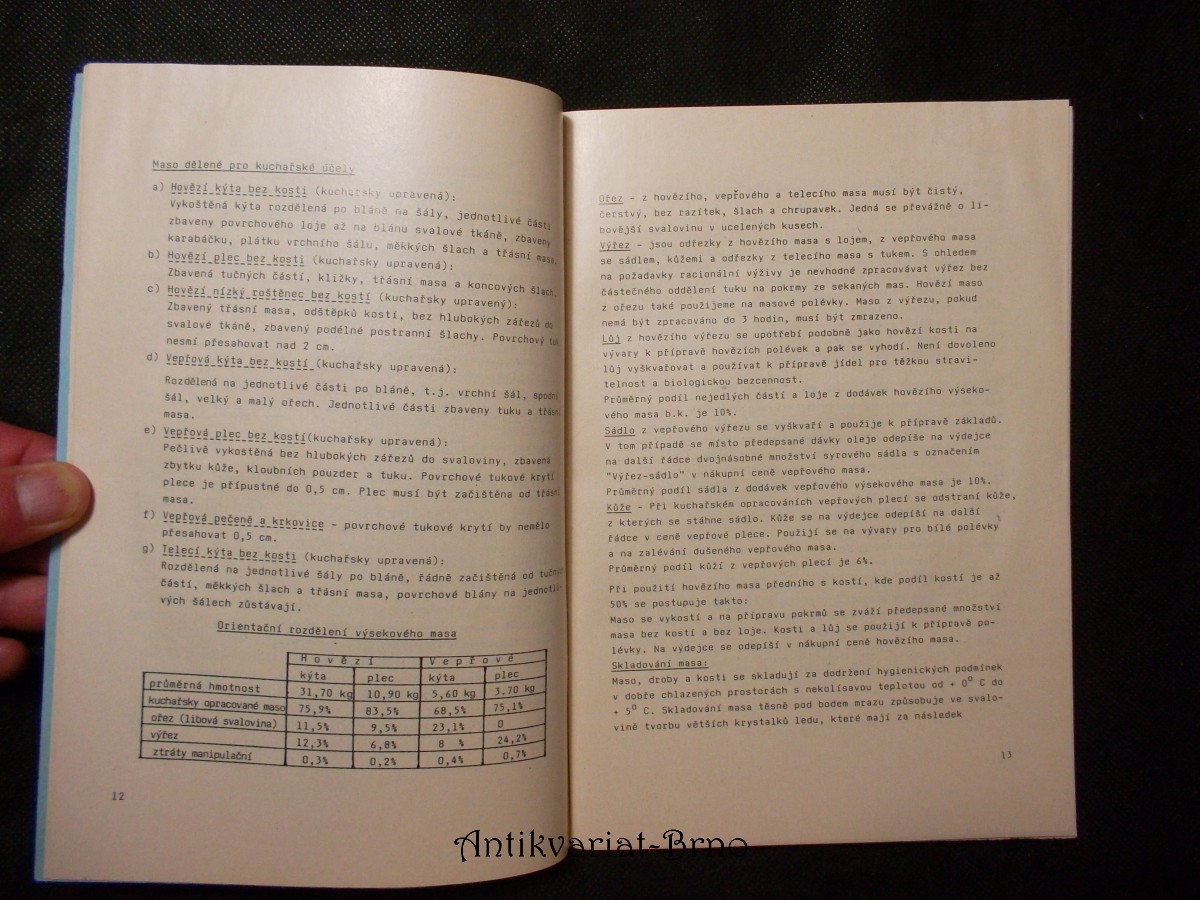 Maso dělené pro kuchařské účely
a) Hovězí kýta bez kosti (kuchařsky upravená):
Vykoštěná kýta rozdělená po bláně na šály, jednotlivé části
zbaveny povrchového loje až na blánu svalové tkáně, zbaveny
karabáčku, plátku vrchního šálu, měkkých šlach a třásní masa.
b) Hovězí plec bez kosti (kuchařsky upravená):
Zbavená tučných částí, kližky, třásní masa a koncových šlach.
c) Hovězí nízký roštěnec bez kostí (kuchařsky upravený):
Zbavený třásní masa, odštěpků kostí, bez hlubokých zářezů do
svalové tkáně, zbavený podélné postranní šlachy. Povrchový tuk
nesmí přesahovat nad 2 cm.
d) Vepřová kýta bez kostí (kuchařsky upravená):
Rozdělená na jednotlivé části po bláně, t.j. vrchní šál, spodní
šál, velký a malý ořech. Jednotlivé části zbaveny tuku a třásní
masa.
e) Vepřová plec bez kostí(kuchařsky upravená):
Pečlivě vykostěná bez hlubokých zářezů do svaloviny, zbavená
zbytku kůže, kloubních pouzder a tuku. Povrchové tukové krytí
plece je přípustné do 0,5 cm. Plec musí být začištěna od třásní
masa.
f) Vepřová pečeně a krkovice - povrchové tukové krytí by nemělo
přesahovat 0,5 cm.
g) Telecí kýta bez kosti (kuchařsky upravená):
Rozdělená na jednotlivé šály po bláně, řádně začištěná od tučných
částí, měkkých šlach a třásní masa, povrchové blány na jednotli-
vých šálech zůstávají.
Orientační rozdělení výsekového masa
Hovězí Vepřové
kýta plec kýta plec
průměrná hmotnost 31,70 kg 10,90 kg 5,60 kg 3,70 kg
kuchařsky opracované maso 75,9% 83,5% 68,5% 75,1%
ořez (libová svalovina) 11,5% 9,5% 23,1% 0
výřez 12,3% 6,8% 8 % 24,2%
ztráty manipulační 0,3% 0,2% 0,4% 0,7%
12
Ořez - z hovězího, vepřového a telecího masa musí být čistý,
čerstvý, bez razítek, šlach a chrupavek. Jedná se převážně o li-
bovější svalovinu v ucelených kusech.
Výřez - jsou odřezky z hovězího masa s lojem, z vepřového masa
se sádlem, kůžemi a odřezky z telecího masa s tukem. S ohledem
na požadavky racionální výživy je nevhodné zpracovávat výřez bez
částečného oddělení tuku na pokrmy ze sekaných mas. Hovězí maso
z ořezu také použijeme na masové polévky. Maso z výřezu, pokud
nemá být zpracováno do 3 hodin, musí být zmrazeno.
Lůj z hovězího výřezu se upotřebí podobně jako hovězí kosti na
vývary k přípravě hovězích polévek a pak se vyhodí. Není dovoleno
lůj vyškvařovat a používat k přípravě jídel pro těžkou stravi-
telnost a biologickou bezcennost.
Průměrný podíl nejedlých částí a loje z dodávek hovězího výseko-
vého masa b.k. je 10%.
Sádlo z vepřového výřezu se vyškvaří a použije k přípravě základů.
V tom případě se místo předepsané dávky oleje odepíše na výdejce
na další řádce dvojnásobné množství syrového sádla s označením
"Výřez-sádlo" v nákupní ceně vepřového masa.
Průměrný podíl sádla z dodávek vepřového výsekového masa je 10%.
Kůže - Při kuchařském opracováních vepřových plecí se odstraní kůže,
z kterých se stáhne sádlo. Kůže se na výdejce odepíší na další
řádce v ceně vepřové plece. Použijí se na vývary pro bílé polévky
a na zalévání dušeného vepřového masa.
Průměrný podíl kůží z vepřových plecí je 6%.
Při použití hovězího masa předního s kostí, kde podíl kostí je až
50% se postupuje takto:
Maso se vykostí a na přípravu pokrmů se zváží předepsané množství
masa bez kostí a bez loje. Kosti a lůj se použijí k přípravě po-
lévky. Na výdejce se odepíší v nákupní ceně hovězího masa.
Skladování masa:
Maso, droby a kosti se skladují za dodržení hygienických podmínek
v dobře chlazených prostorách s nekolísavou teplotou od + 0° C do
+ 5° C. Skladování masa těsně pod bodem mrazu způsobuje ve svalo-
vině tvorbu větších krystalků ledu, které mají za následek
13
Antikvariat-Brno